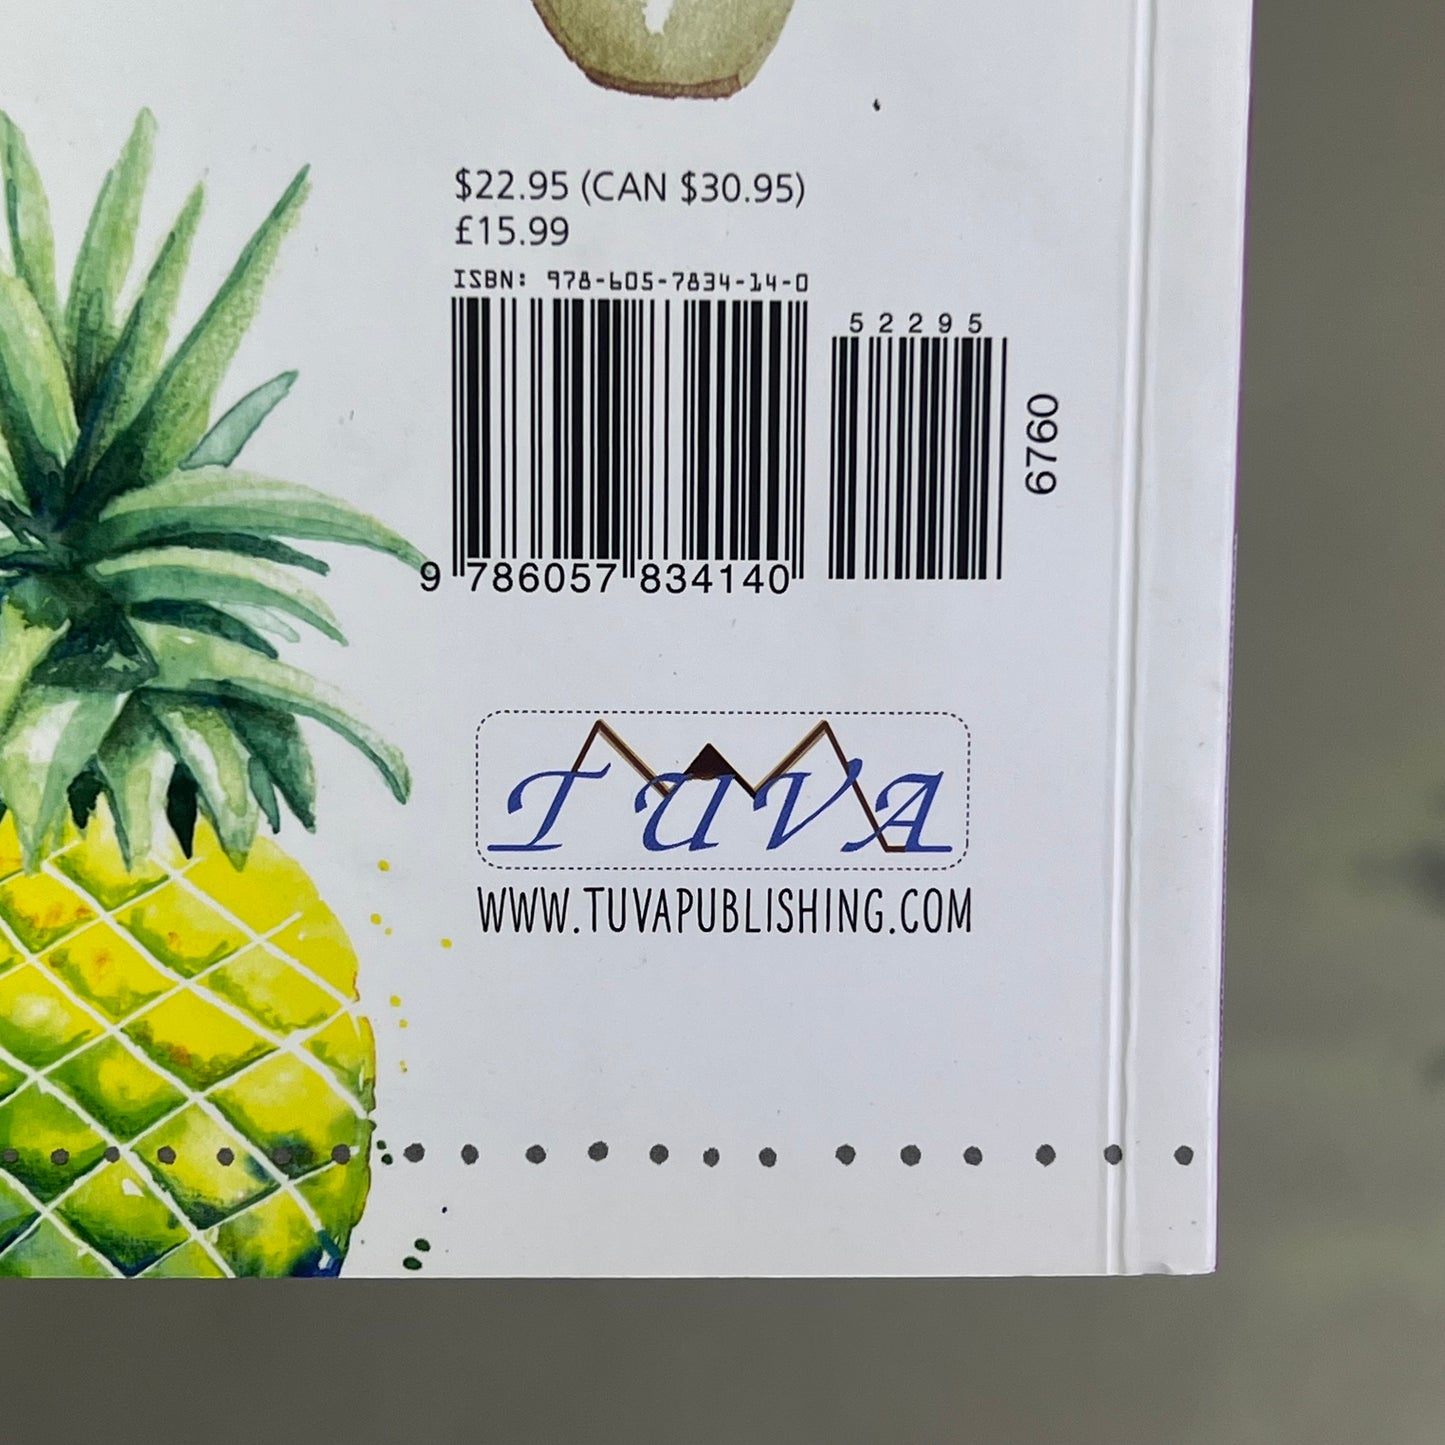 $22.95 (CAN $30.95)
£15.99
ISBN: 978-605-7834-14-0
52295
6760
9 786057 834140
TUVA
WWW.TUVAPUBLISHING.COM